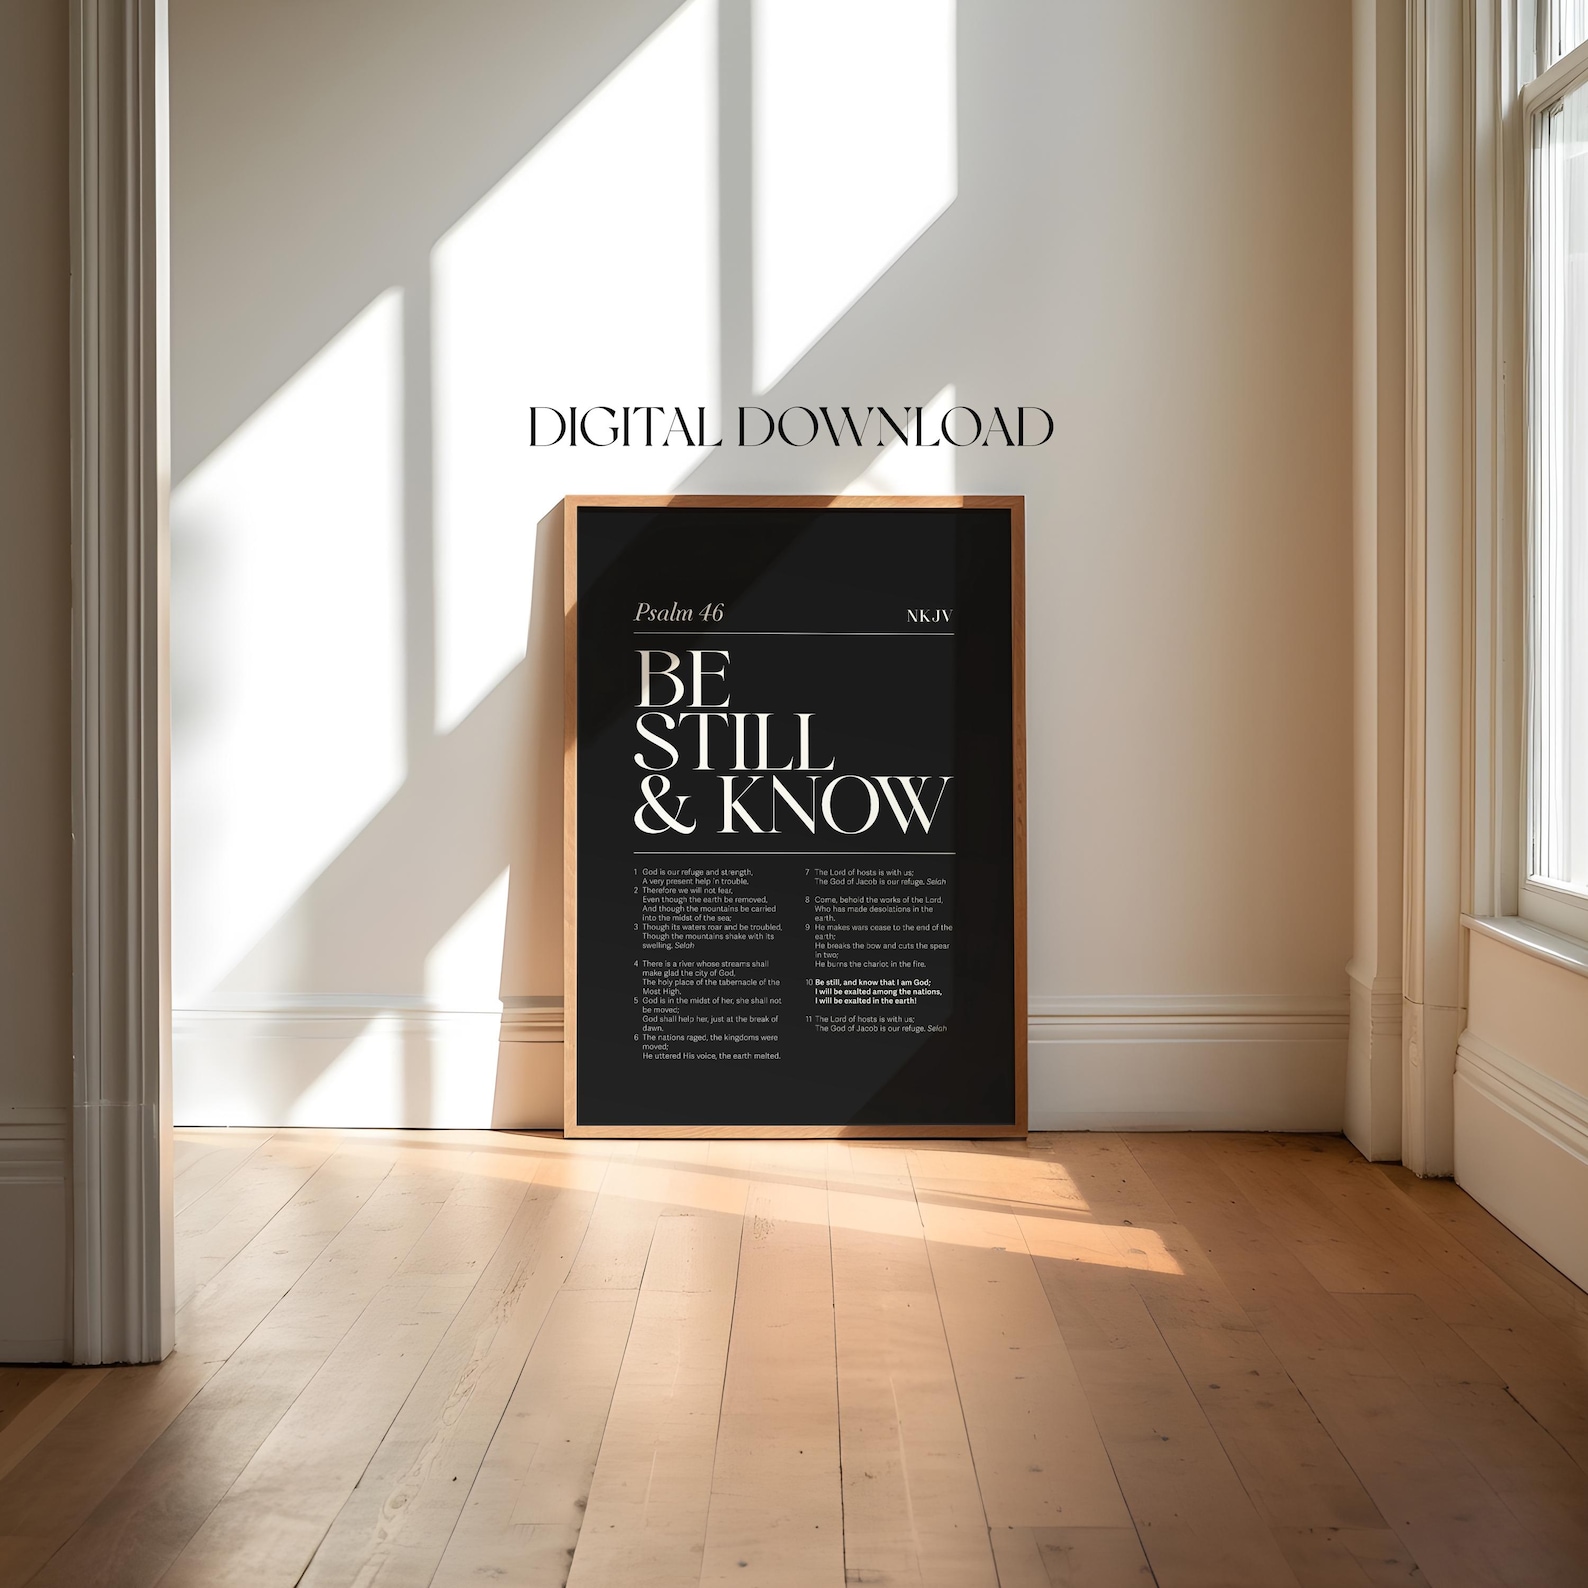 DIGITAL DOWNLOAD
Psalm 46 NKJV
BE
STILL
& KNOW
1 God is our refuge and strength,
A very present help in trouble.
2 Therefore we will not fear,
Even though the earth be removed,
And though the mountains be carried
into the midst of the sea;
3 Though its waters roar and be troubled,
Though the mountains shake with its
swelling. Selah
4 There is a river whose streams shall
make glad the city of God,
The holy place of the tabernacle of the
Most High.
5 God is in the midst of her, she shall not
be moved;
God shall help her, just at the break of
dawn.
6 The nations raged, the kingdoms were
moved;
He uttered His voice, the earth melted.
7 The Lord of hosts is with us;
The God of Jacob is our refuge. Selah
8 Come, behold the works of the Lord,
Who has made desolations in the
earth.
9 He makes wars cease to the end of the
earth;
He breaks the bow and cuts the spear
in two;
He burns the chariot in the fire.
10 Be still, and know that I am God;
I will be exalted among the nations,
I will be exalted in the earth!
11 The Lord of hosts is with us;
The God of Jacob is our refuge. Selah